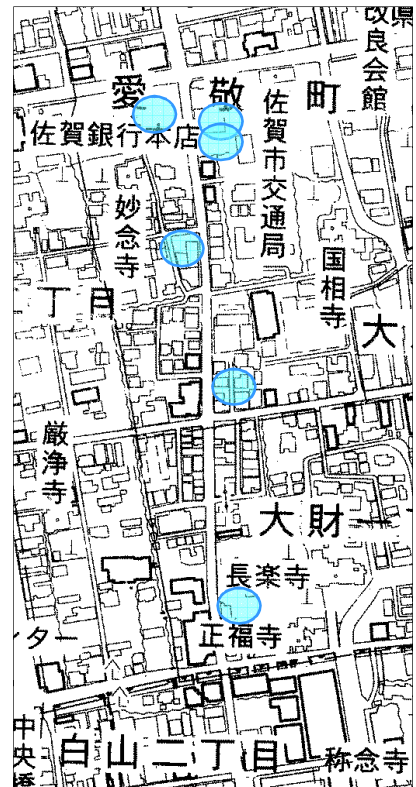 改良会館
県
愛敬町
佐賀銀行本店
佐賀市交通局
妙念寺
国相寺
丁目
大
厳浄寺
大財一
長楽寺
正福寺
ンター
中央橋
白山二丁目
称念寺